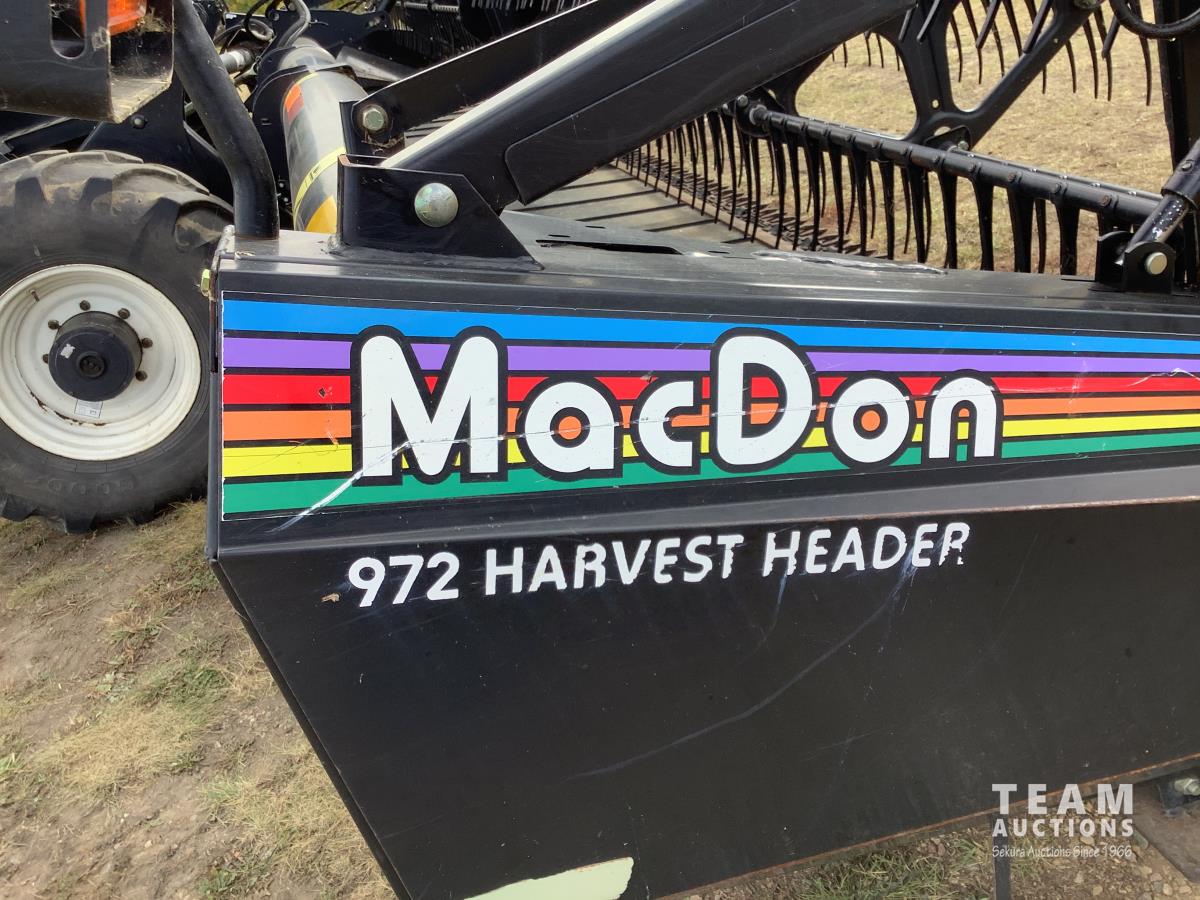 MacDon
972 HARVEST HEADER
TEAM
AUCTIONS
Sekura Auctions Since 1966